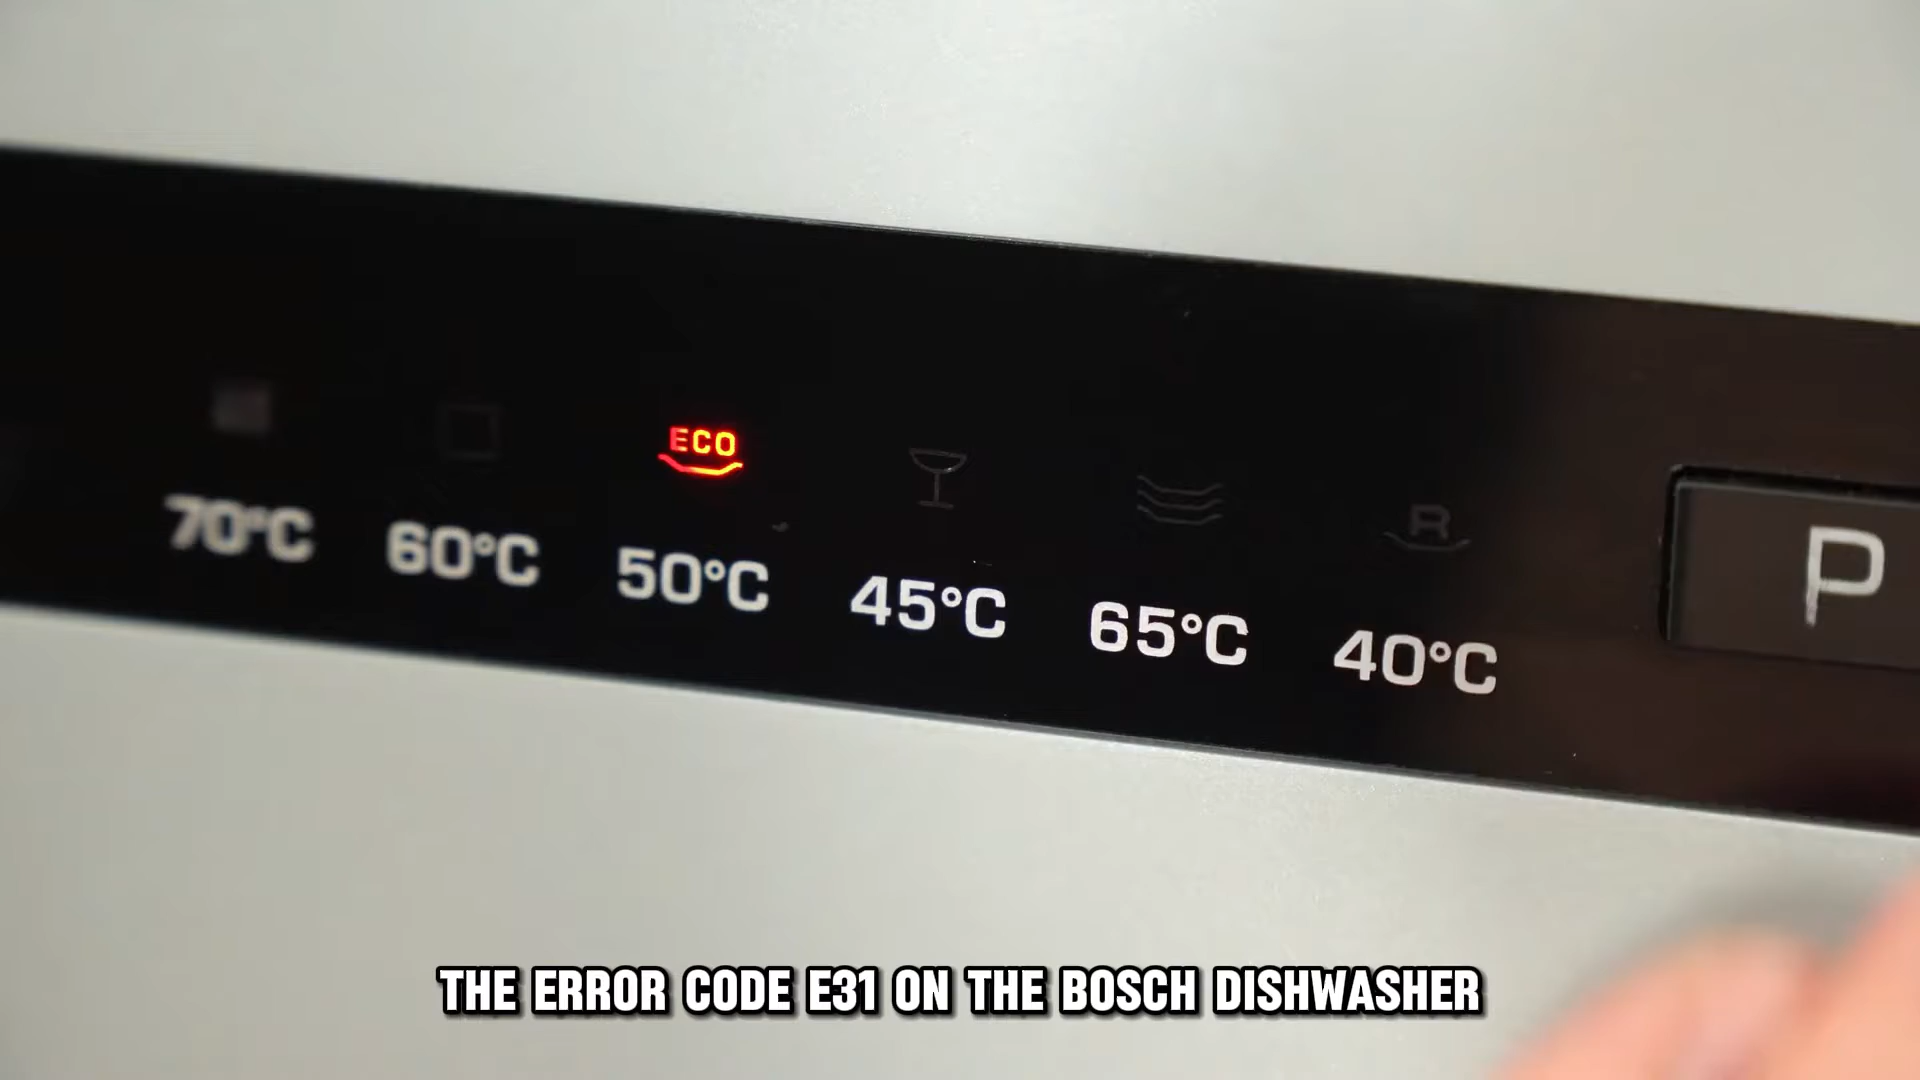 ECO
70°C 60°C 50°C 45°C 65°C 40°C
R
P
THE ERROR CODE E31 ON THE BOSCH DISHWASHER